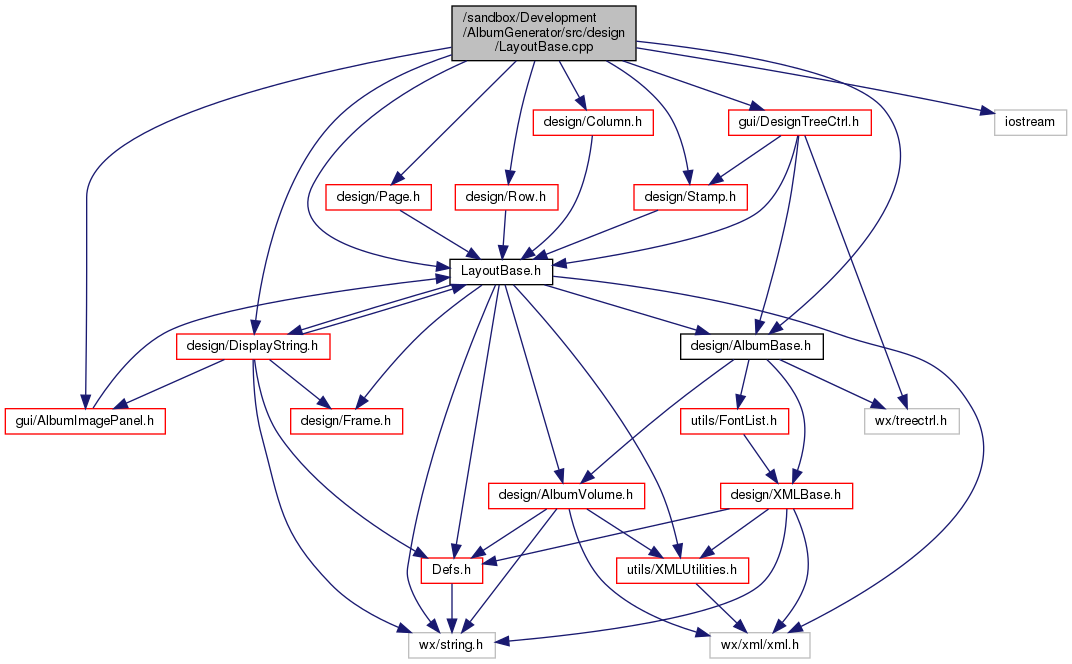 /sandbox/Development
/AlbumGenerator/src/design
/LayoutBase.cpp
design/Column.h
gui/DesignTreeCtrl.h
iostream
design/Page.h
design/Row.h
design/Stamp.h
LayoutBase.h
design/DisplayString.h
design/AlbumBase.h
gui/AlbumImagePanel.h
design/Frame.h
utils/FontList.h
wx/treectrl.h
design/AlbumVolume.h
design/XMLBase.h
Defs.h
utils/XMLUtilities.h
wx/string.h
wx/xml/xml.h